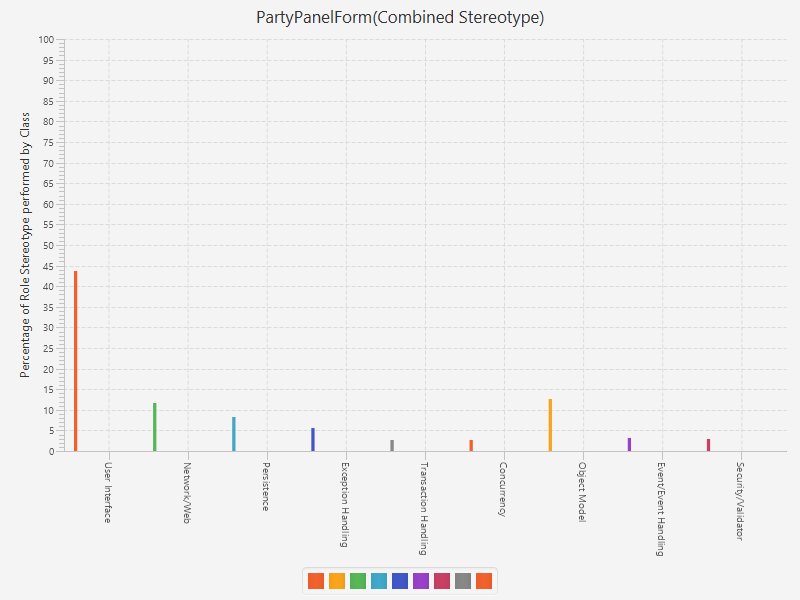 PartyPanelForm(Combined Stereotype)
Percentage of Role Stereotype performed by Class
100
95
90
85
80
75
70
65
60
55
50
45
40
35
30
25
20
15
10
5
0
User Interface
Network/Web
Persistence
Exception Handling
Transaction Handling
Concurrency
Object Model
Event/Event Handling
Security/Validator